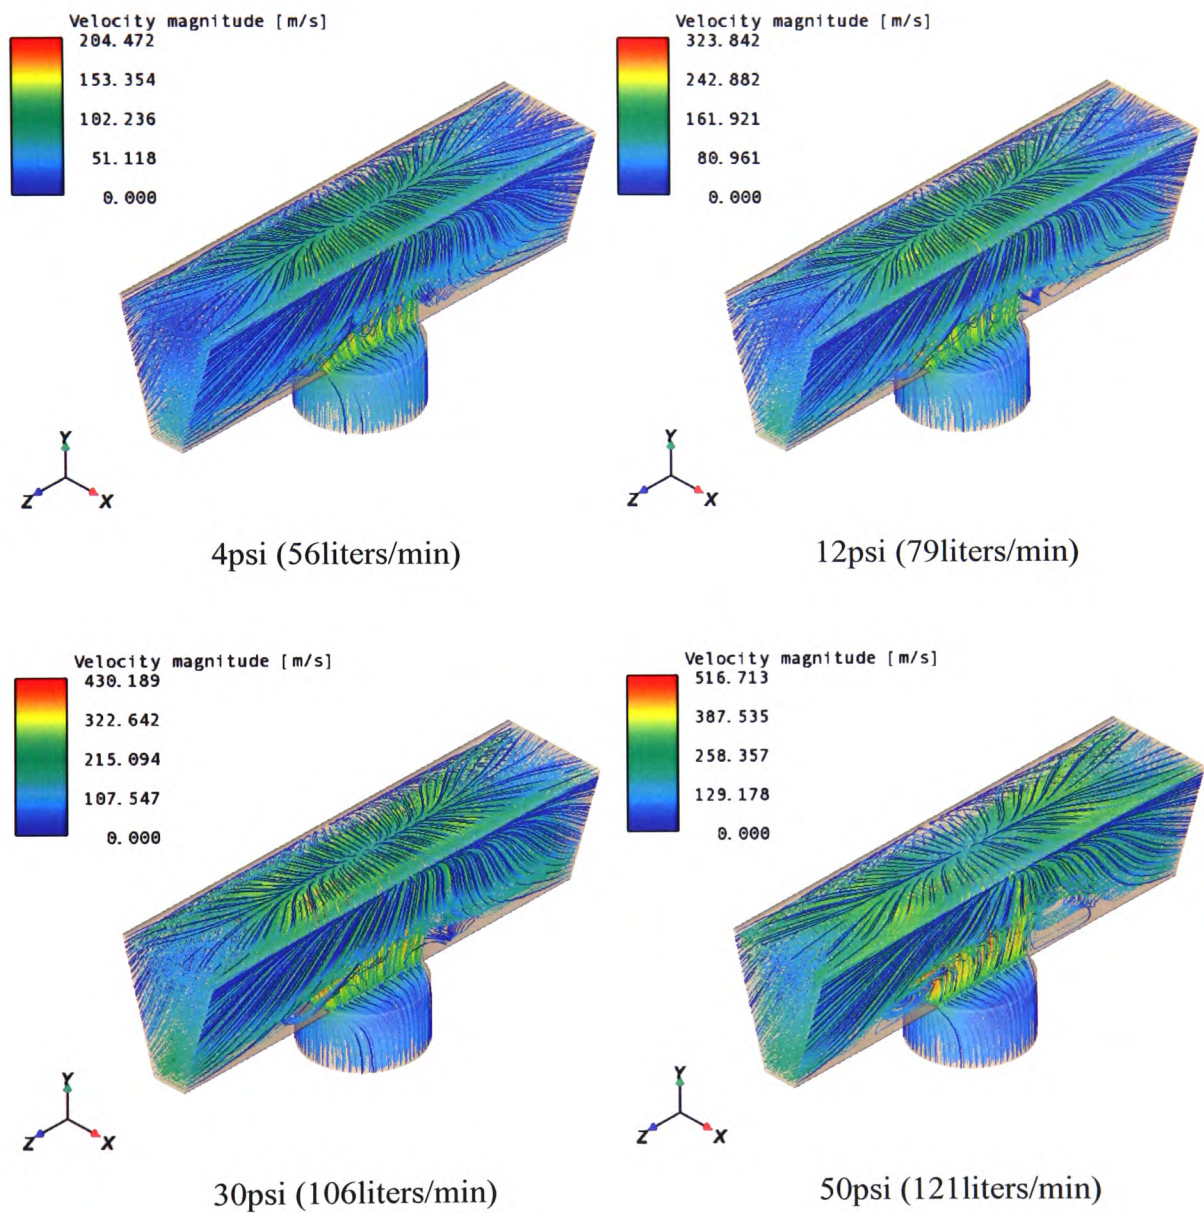 Velocity magnitude [m/s]
204.472
153.354
102.236
51.118
0.000
Y
Z
X
4psi (56liters/min)
Velocity magnitude [m/s]
323.842
242.882
161.921
80.961
0.000
Y
Z
X
12psi (79liters/min)
Velocity magnitude [m/s]
430.189
322.642
215.094
107.547
0.000
Y
Z
X
30psi (106liters/min)
Velocity magnitude [m/s]
516.713
387.535
258.357
129.178
0.000
Y
Z
X
50psi (121liters/min)